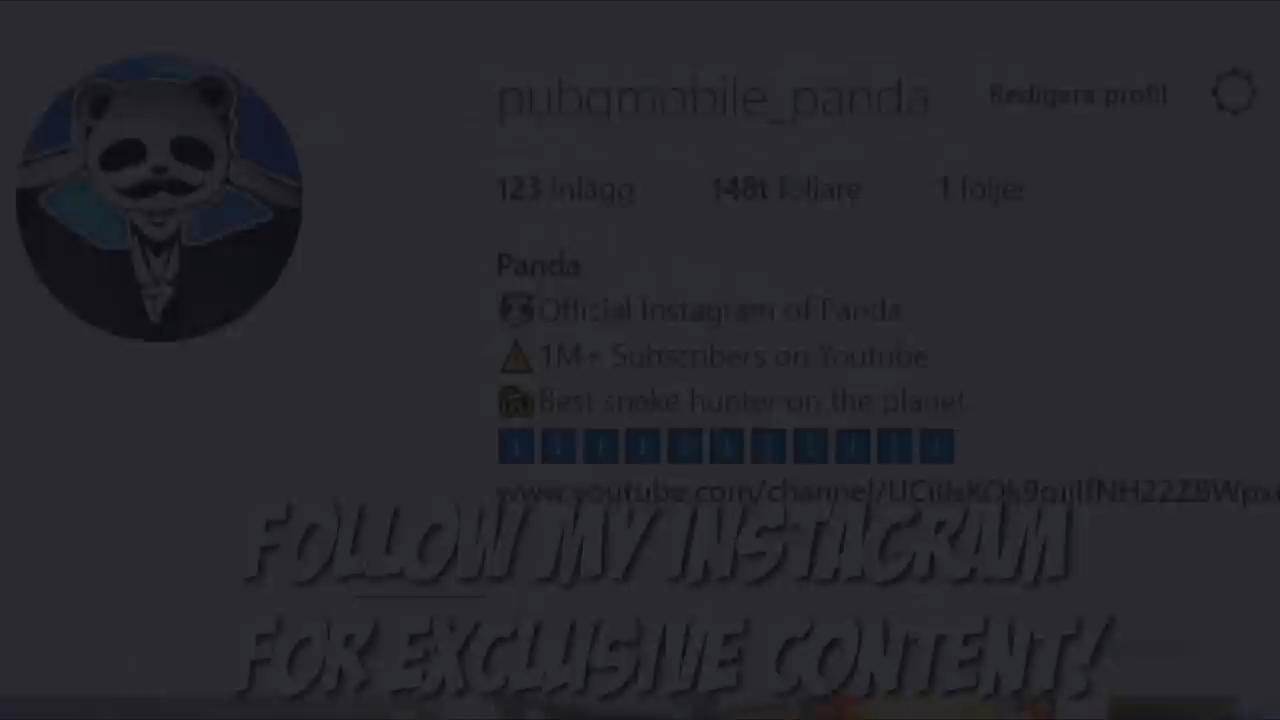 pubgmobile_panda Redigera profil
123 inlägg 148t följare 1 följer
Panda
Official Instagram of Panda
1M+ Subscribers on Youtube
Best snake hunter on the planet
FOLLOW MY INSTAGRAM
FOR EXCLUSIVE CONTENT!